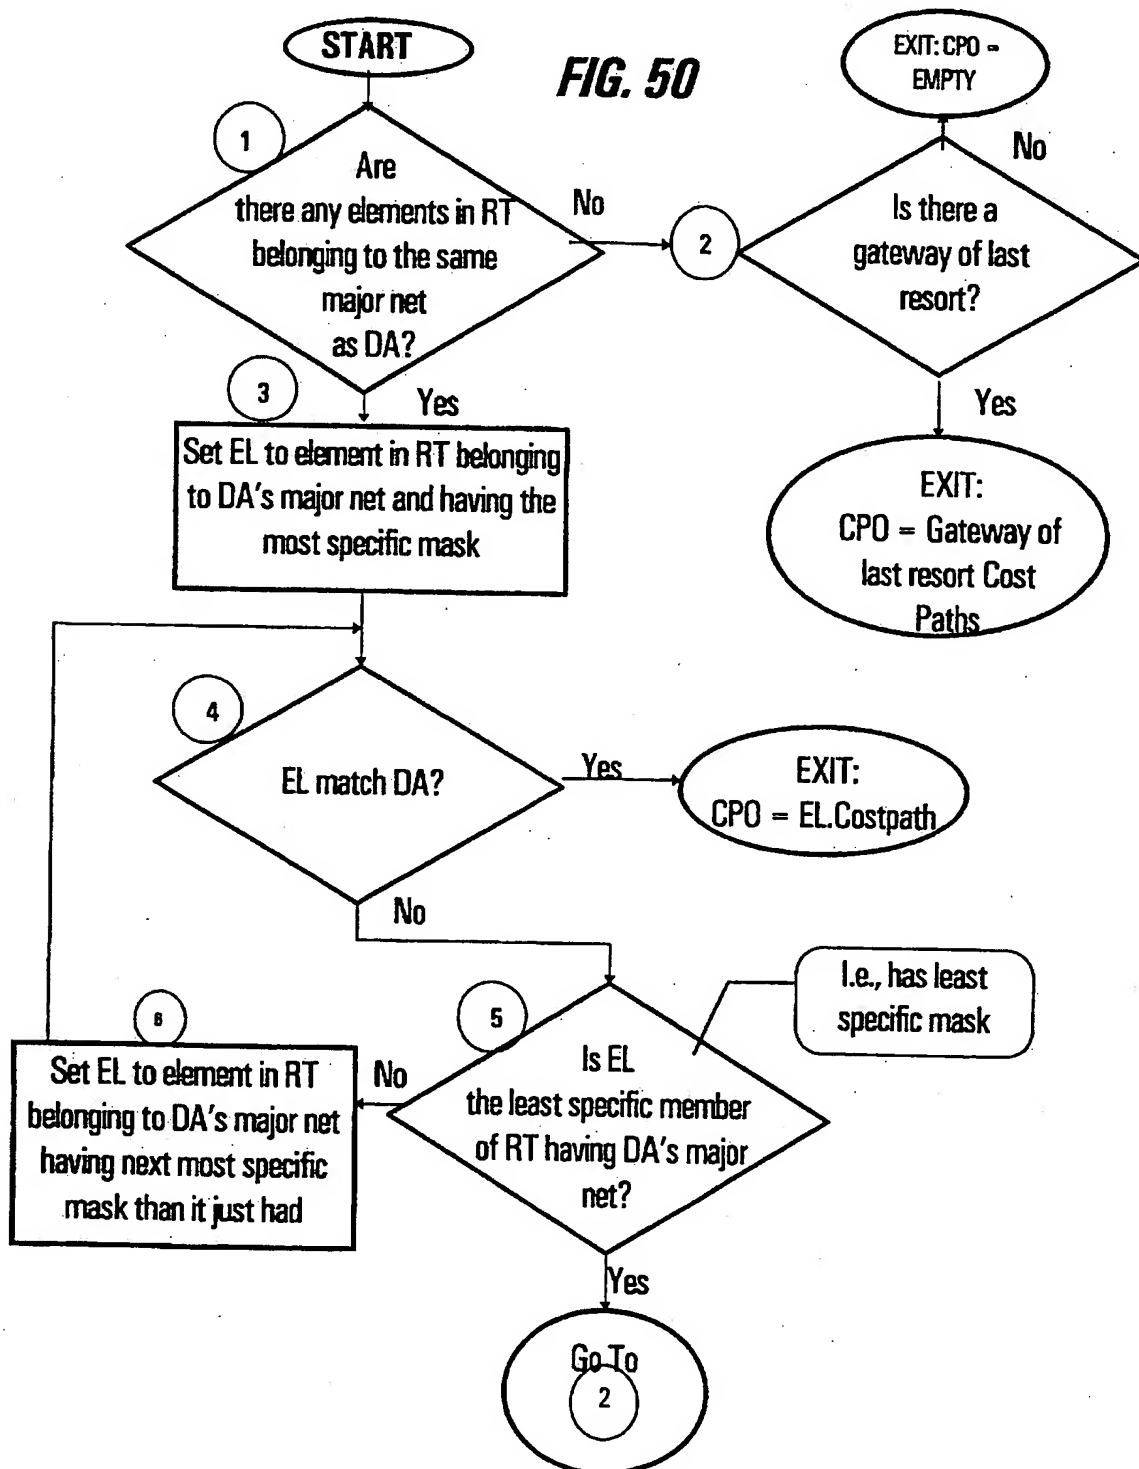 START
FIG. 50
EXIT: CPO =
EMPTY
1
Are
there any elements in RT
belonging to the same
major net
as DA?
No
2
Is there a
gateway of last
resort?
No
Yes
EXIT:
CPO = Gateway of
last resort Cost
Paths
3
Yes
Set EL to element in RT belonging
to DA's major net and having the
most specific mask
4
EL match DA?
Yes
EXIT:
CPO = EL.Costpath
No
I.e., has least
specific mask
5
Is EL
the least specific member
of RT having DA's major
net?
No
6
Set EL to element in RT
belonging to DA's major net
having next most specific
mask than it just had
Yes
Go To
2